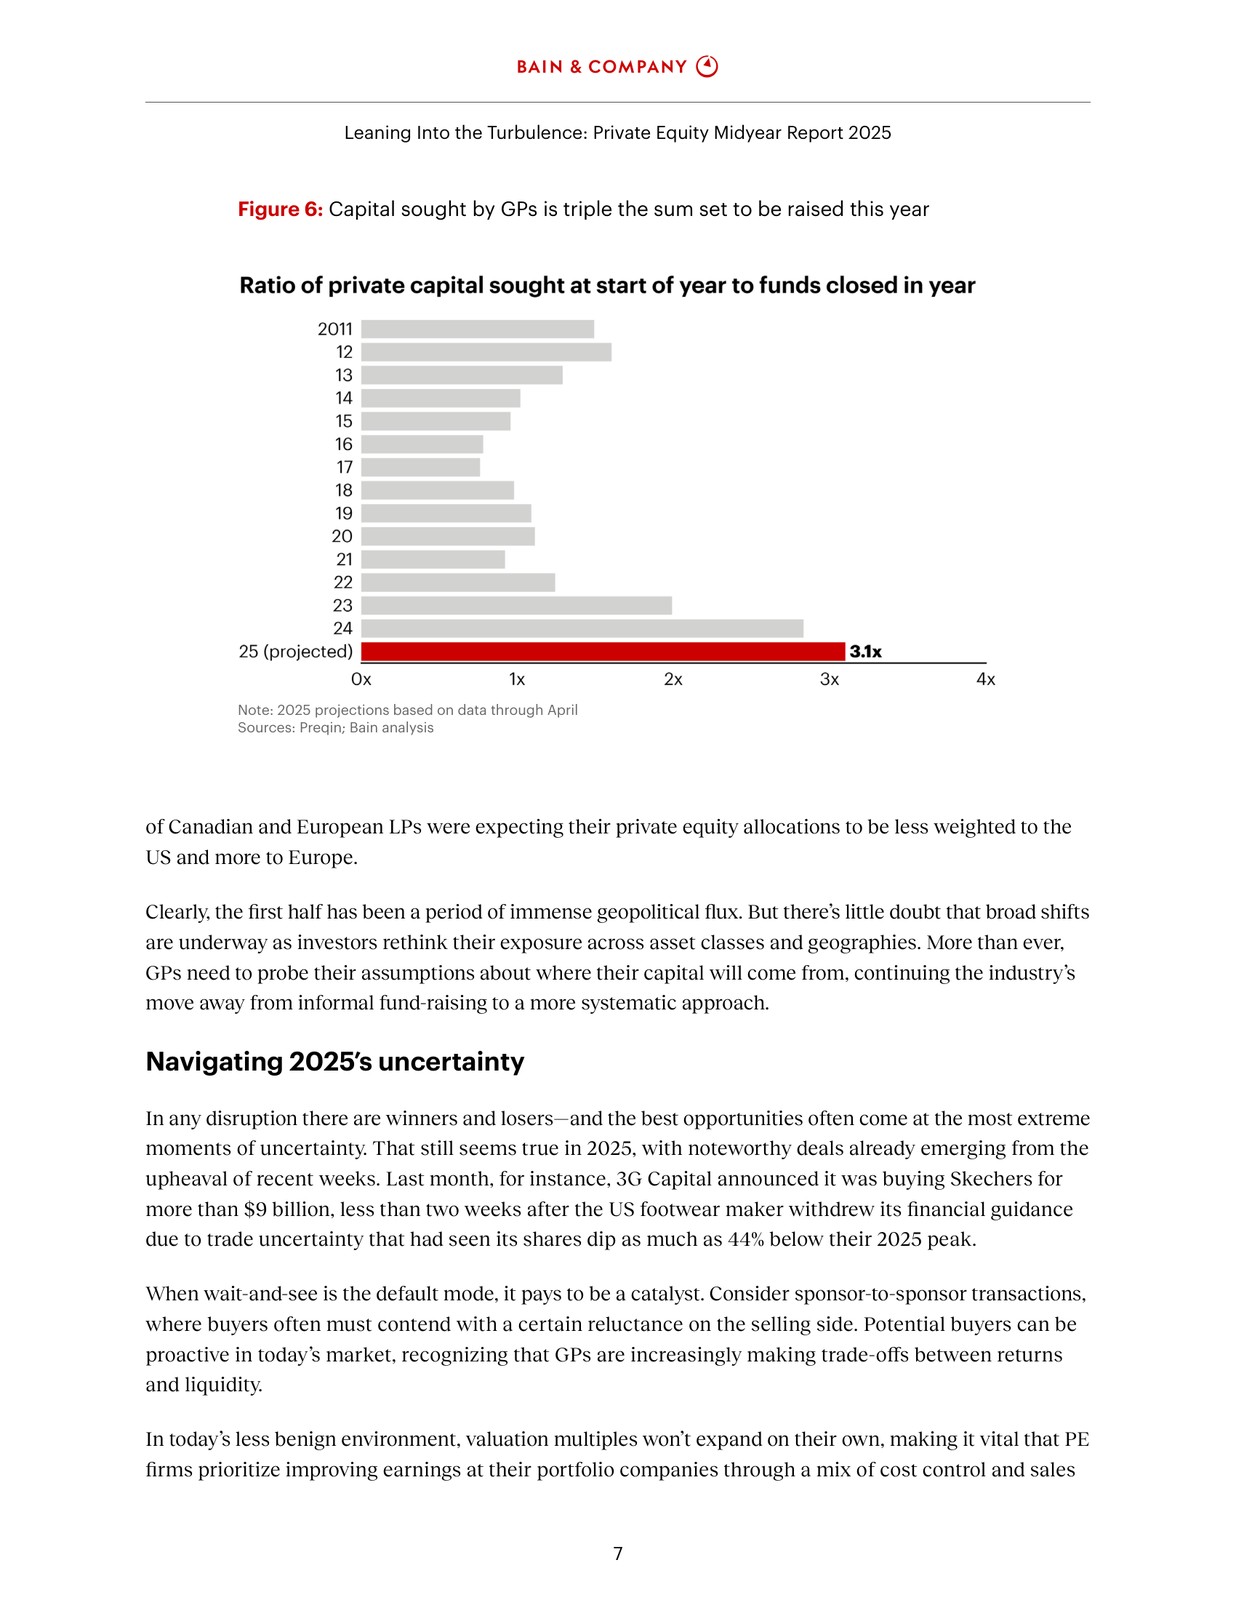 BAIN & COMPANY
Leaning Into the Turbulence: Private Equity Midyear Report 2025
Figure 6: Capital sought by GPs is triple the sum set to be raised this year
Ratio of private capital sought at start of year to funds closed in year
2011
12
13
14
15
16
17
18
19
20
21
22
23
24
25 (projected) 3.1x
0x 1x 2x 3x 4x
Note: 2025 projections based on data through April
Sources: Preqin; Bain analysis
of Canadian and European LPs were expecting their private equity allocations to be less weighted to the
US and more to Europe.
Clearly, the first half has been a period of immense geopolitical flux. But there’s little doubt that broad shifts
are underway as investors rethink their exposure across asset classes and geographies. More than ever,
GPs need to probe their assumptions about where their capital will come from, continuing the industry’s
move away from informal fund-raising to a more systematic approach.
Navigating 2025’s uncertainty
In any disruption there are winners and losers—and the best opportunities often come at the most extreme
moments of uncertainty. That still seems true in 2025, with noteworthy deals already emerging from the
upheaval of recent weeks. Last month, for instance, 3G Capital announced it was buying Skechers for
more than $9 billion, less than two weeks after the US footwear maker withdrew its financial guidance
due to trade uncertainty that had seen its shares dip as much as 44% below their 2025 peak.
When wait-and-see is the default mode, it pays to be a catalyst. Consider sponsor-to-sponsor transactions,
where buyers often must contend with a certain reluctance on the selling side. Potential buyers can be
proactive in today’s market, recognizing that GPs are increasingly making trade-offs between returns
and liquidity.
In today’s less benign environment, valuation multiples won’t expand on their own, making it vital that PE
firms prioritize improving earnings at their portfolio companies through a mix of cost control and sales
7